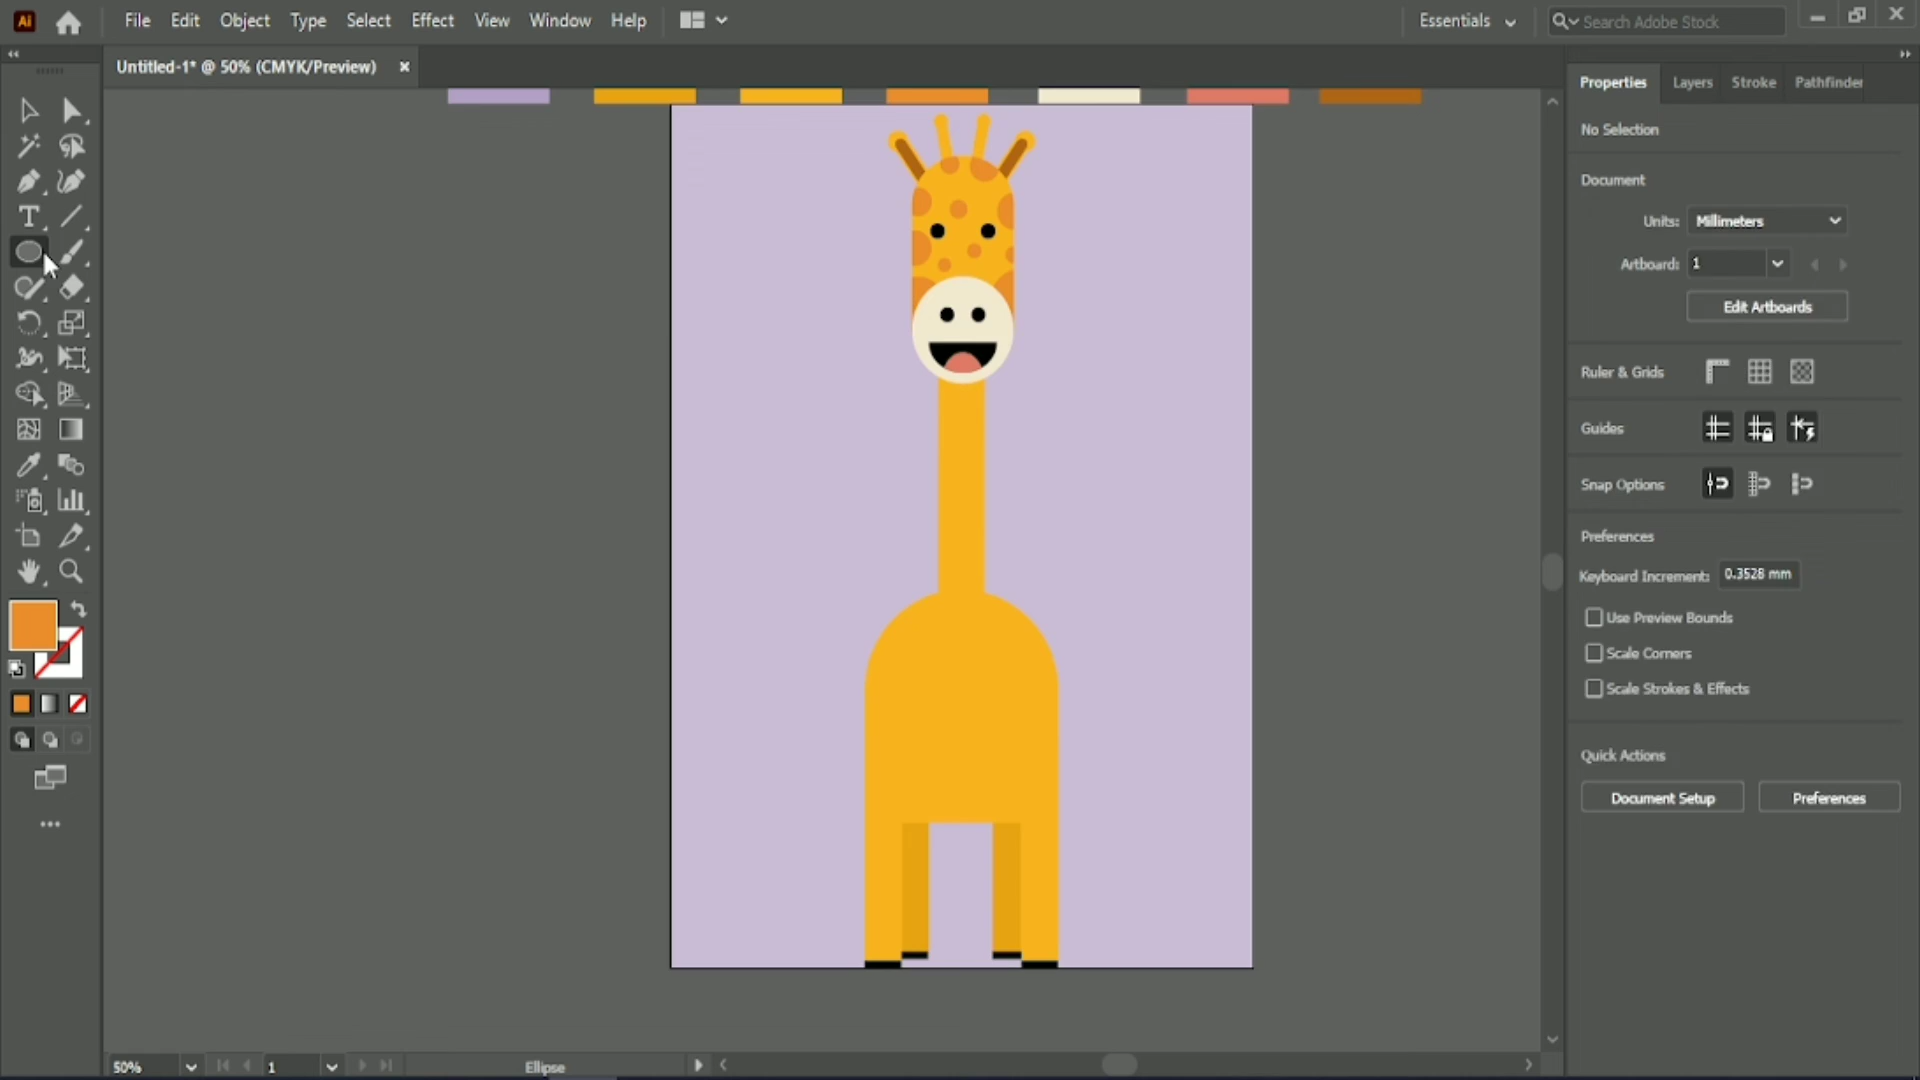 Ai File Edit Object Type Select Effect View Window Help Essentials Search Adobe Stock
Untitled-1* @ 50% (CMYK/Preview) ×
Properties Layers Stroke Pathfinder
No Selection
Document
Units: Millimeters
Artboard: 1
Edit Artboards
Ruler & Grids
Guides
Snap Options
Preferences
Keyboard Increment: 0.3528 mm
Use Preview Bounds
Scale Corners
Scale Strokes & Effects
Quick Actions
Document Setup Preferences
50% 1 Ellipse